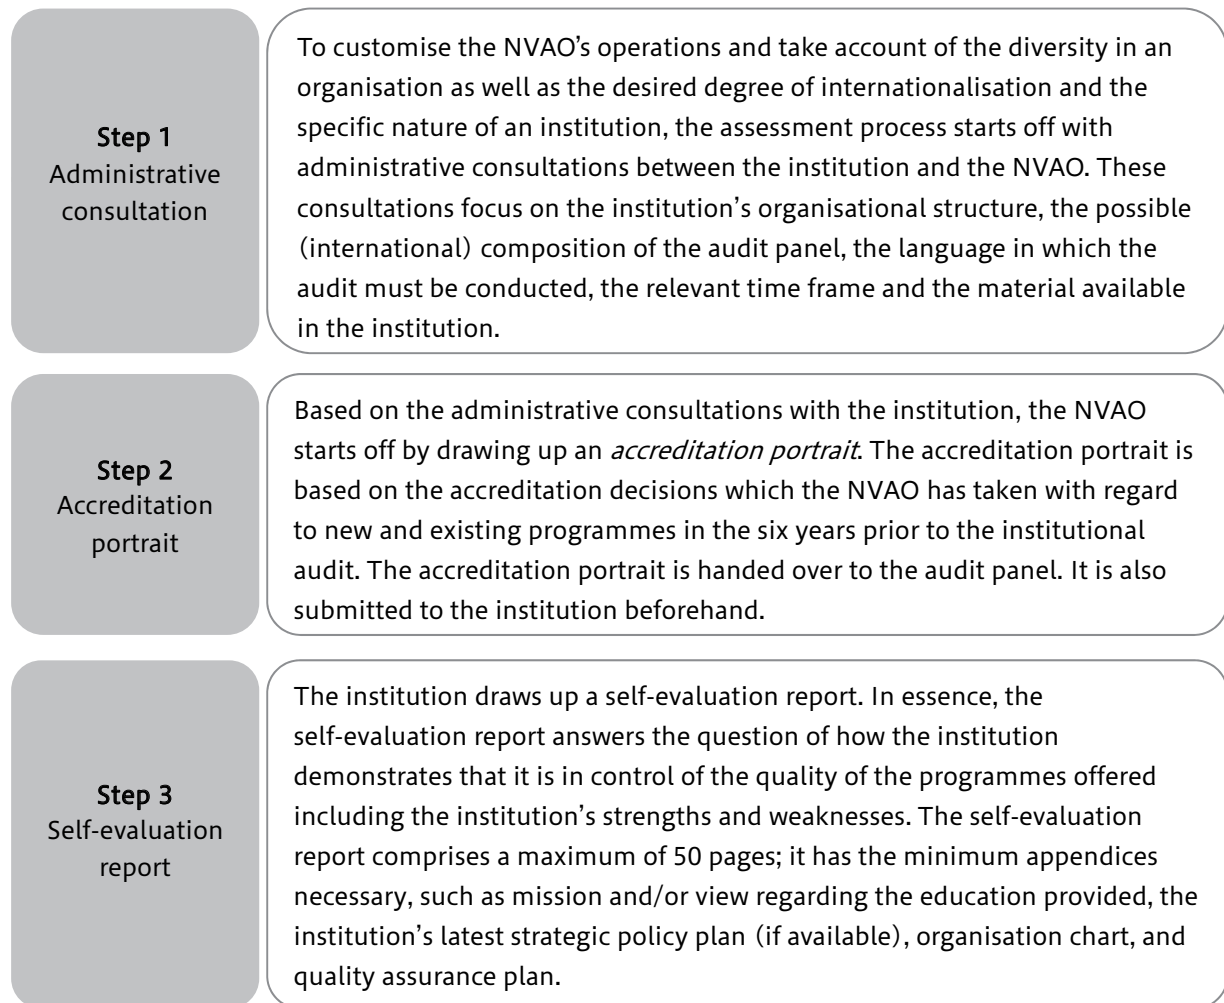 Step 1
Administrative
consultation
To customise the NVAO’s operations and take account of the diversity in an
organisation as well as the desired degree of internationalisation and the
specific nature of an institution, the assessment process starts off with
administrative consultations between the institution and the NVAO. These
consultations focus on the institution’s organisational structure, the possible
(international) composition of the audit panel, the language in which the
audit must be conducted, the relevant time frame and the material available
in the institution.
Step 2
Accreditation
portrait
Based on the administrative consultations with the institution, the NVAO
starts off by drawing up an accreditation portrait. The accreditation portrait is
based on the accreditation decisions which the NVAO has taken with regard
to new and existing programmes in the six years prior to the institutional
audit. The accreditation portrait is handed over to the audit panel. It is also
submitted to the institution beforehand.
Step 3
Self-evaluation
report
The institution draws up a self-evaluation report. In essence, the
self-evaluation report answers the question of how the institution
demonstrates that it is in control of the quality of the programmes offered
including the institution’s strengths and weaknesses. The self-evaluation
report comprises a maximum of 50 pages; it has the minimum appendices
necessary, such as mission and/or view regarding the education provided, the
institution’s latest strategic policy plan (if available), organisation chart, and
quality assurance plan.